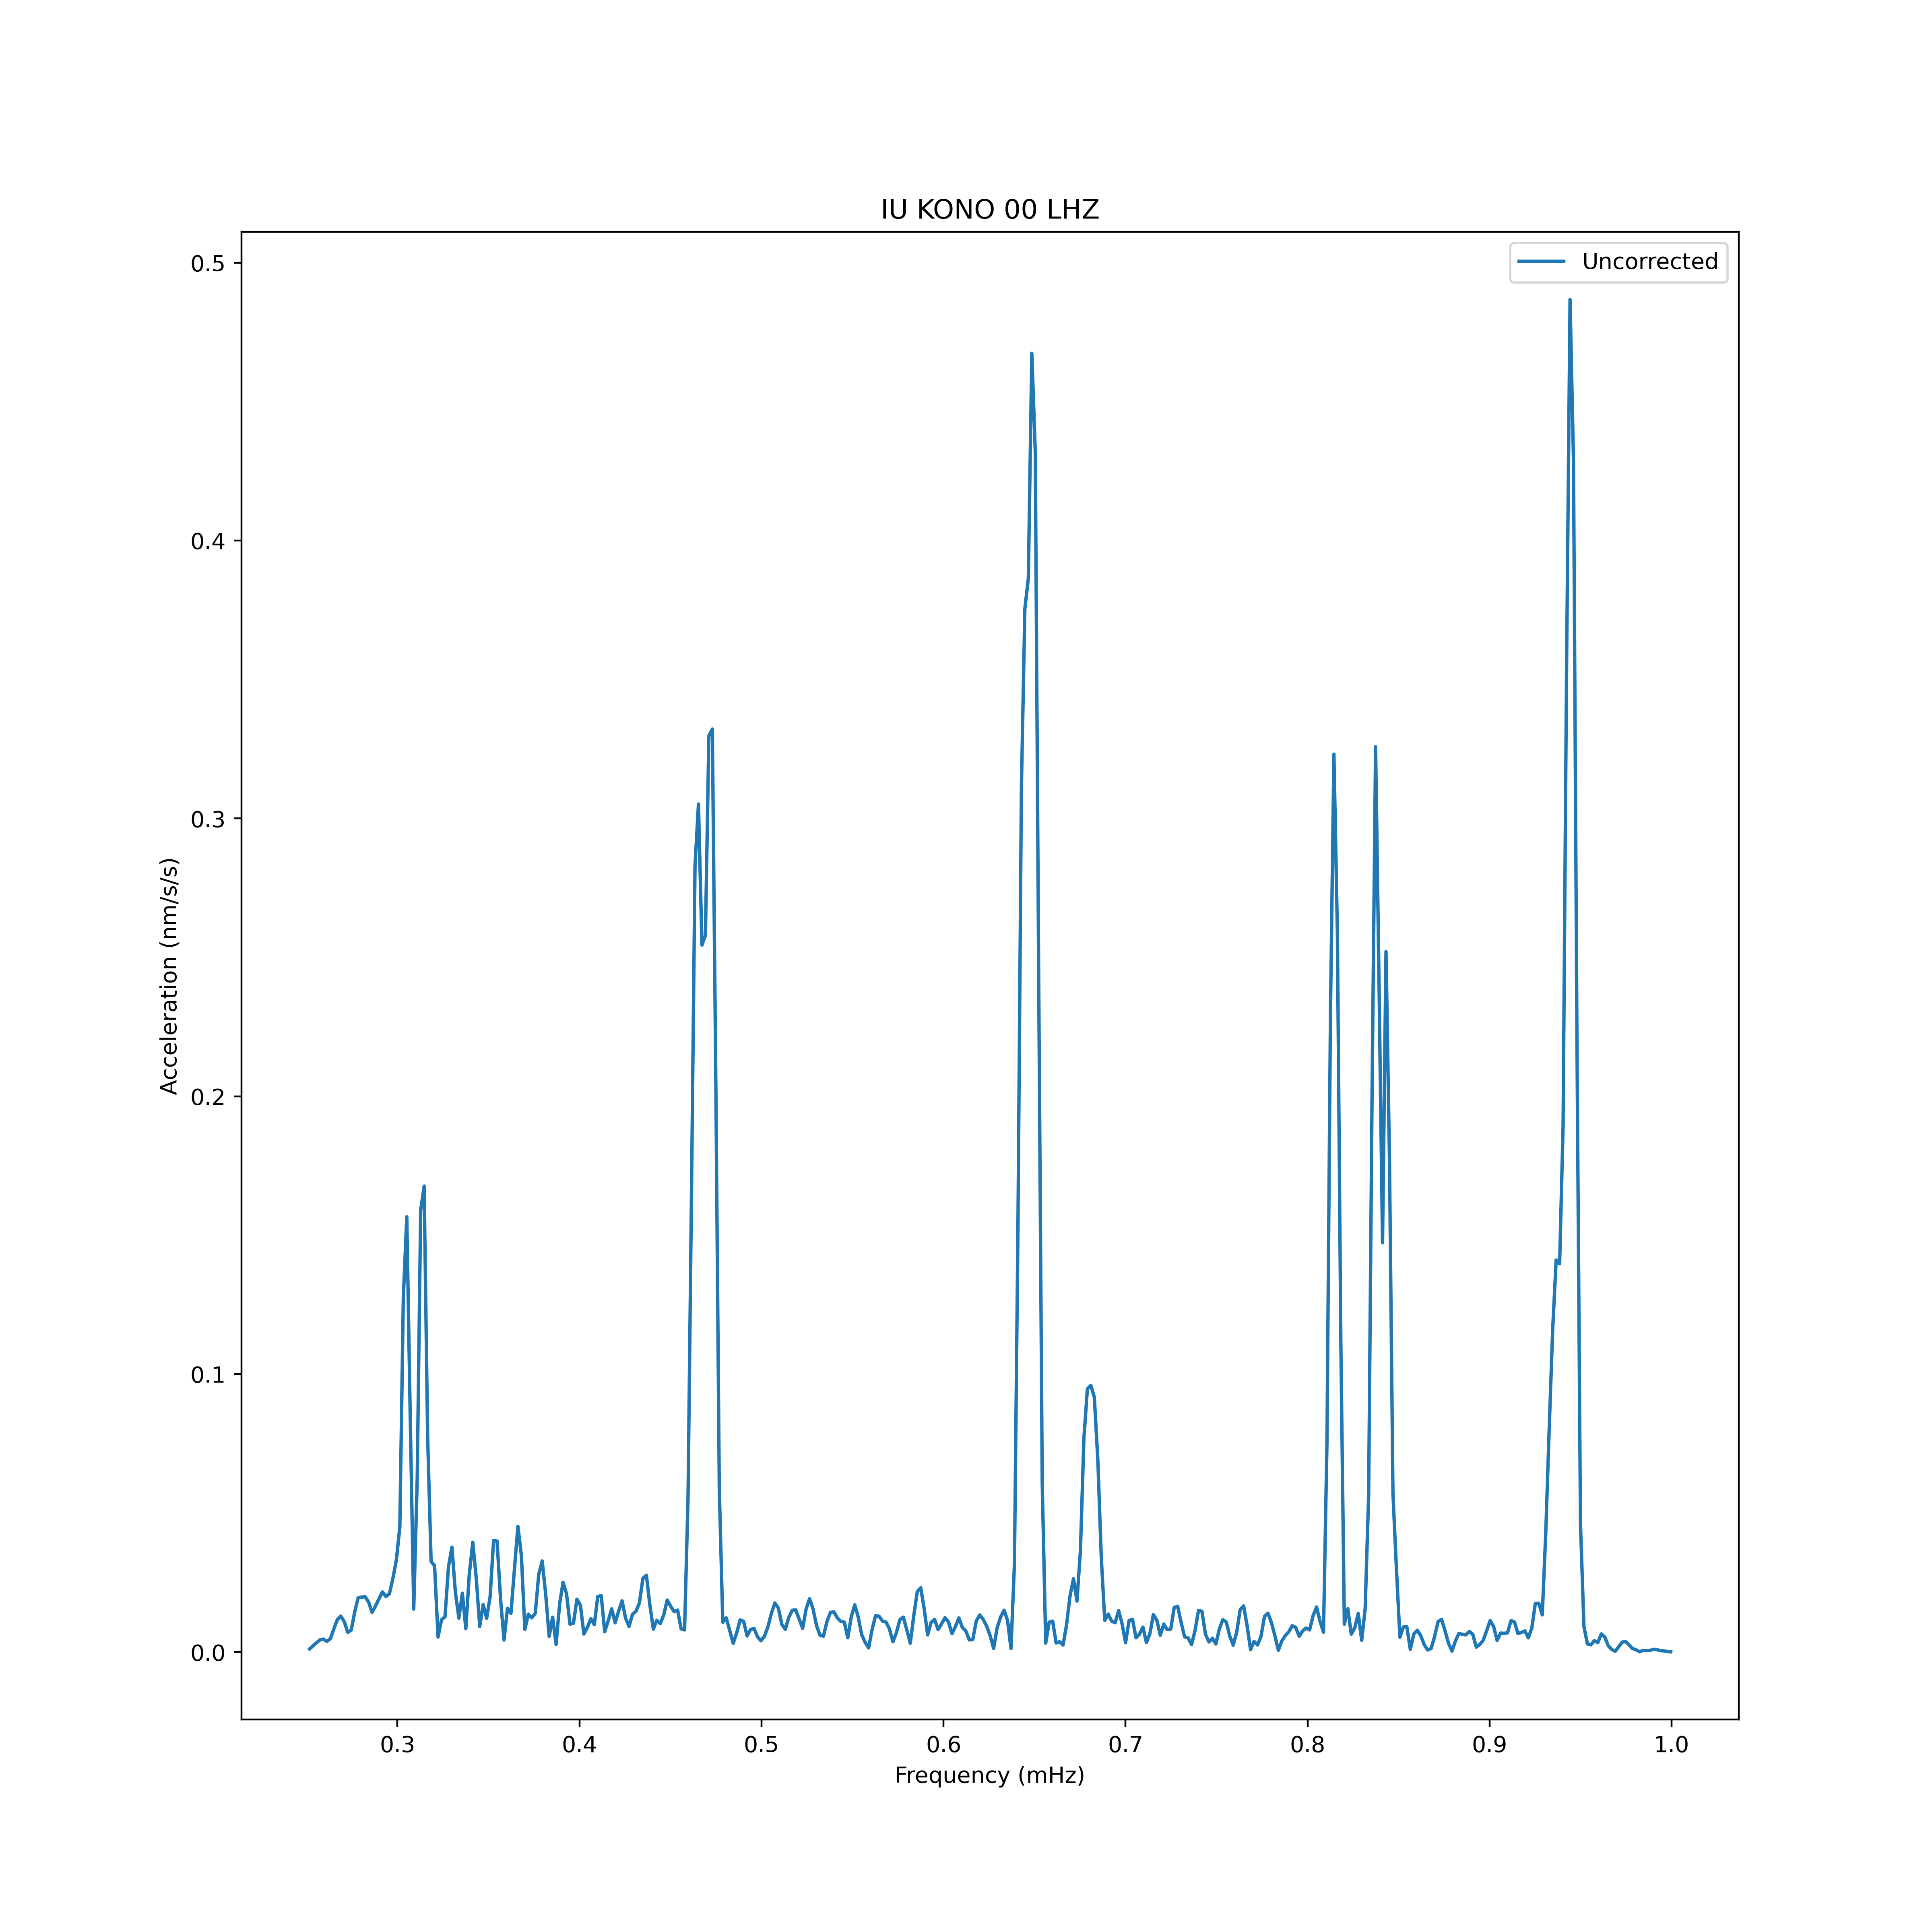 IU KONO 00 LHZ
Uncorrected
0.5
0.4
0.3
0.2
0.1
0.0
Acceleration (nm/s/s)
0.3 0.4 0.5 0.6 0.7 0.8 0.9 1.0
Frequency (mHz)